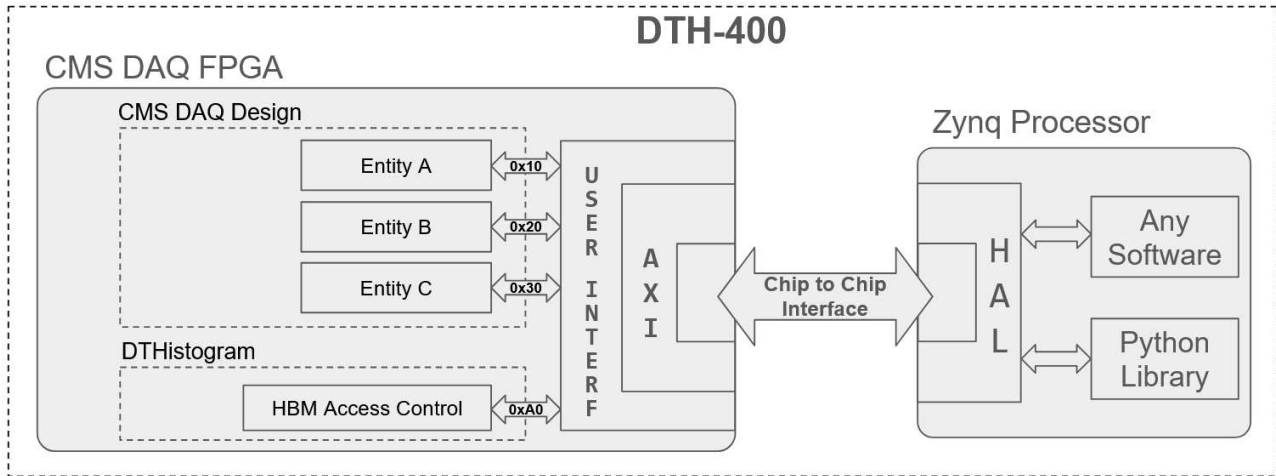 DTH-400
CMS DAQ FPGA
CMS DAQ Design
Entity A
0x10
Entity B
0x20
Entity C
0x30
DTHistogram
HBM Access Control
0xA0
USER INTERF
AXI
Chip to Chip
Interface
Zynq Processor
HAL
Any
Software
Python
Library